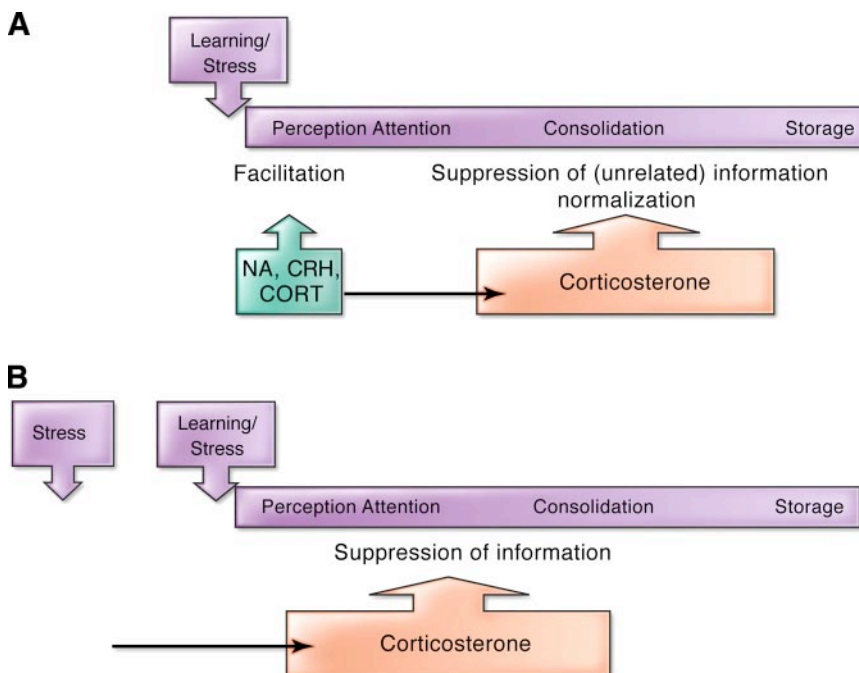 A
Learning/
Stress
Perception Attention Consolidation Storage
Facilitation
Suppression of (unrelated) information
normalization
NA, CRH,
CORT
Corticosterone
B
Stress
Learning/
Stress
Perception Attention Consolidation Storage
Suppression of information
Corticosterone